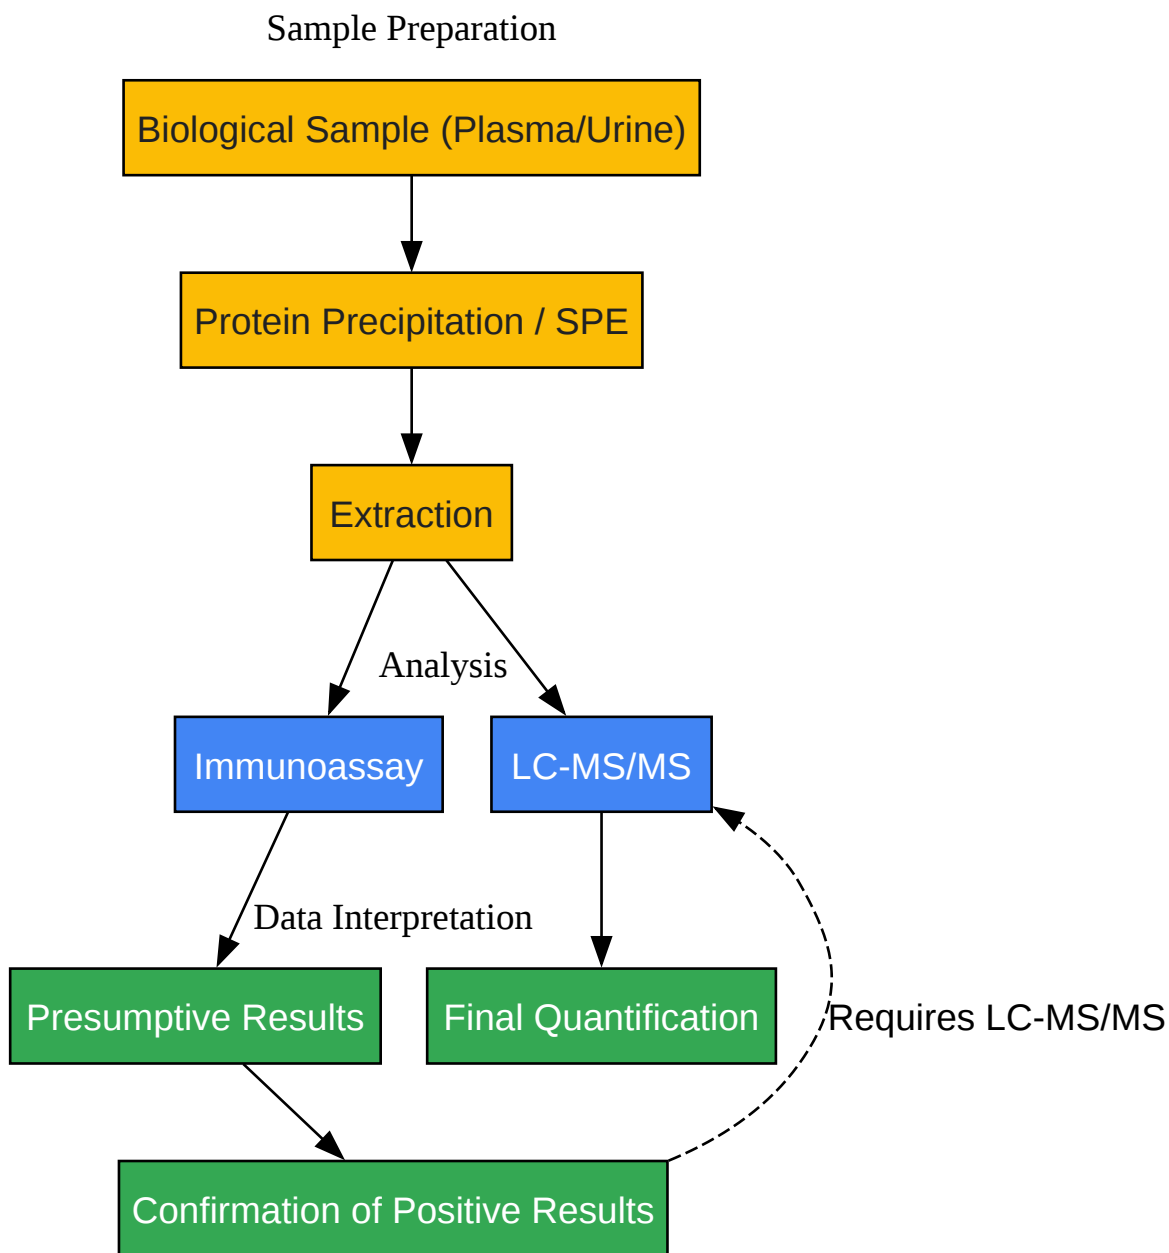 Sample Preparation
Biological Sample (Plasma/Urine)
Protein Precipitation / SPE
Extraction
Analysis
Immunoassay
LC-MS/MS
Data Interpretation
Presumptive Results
Final Quantification
Requires LC-MS/MS
Confirmation of Positive Results